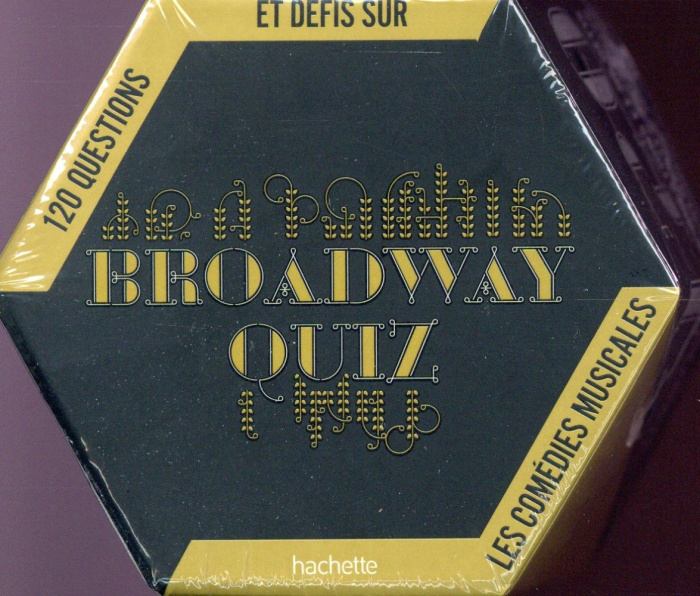 120 QUESTIONS
ET DÉFIS SUR
LES COMÉDIES MUSICALES
BROADWAY
QUIZ
hachette